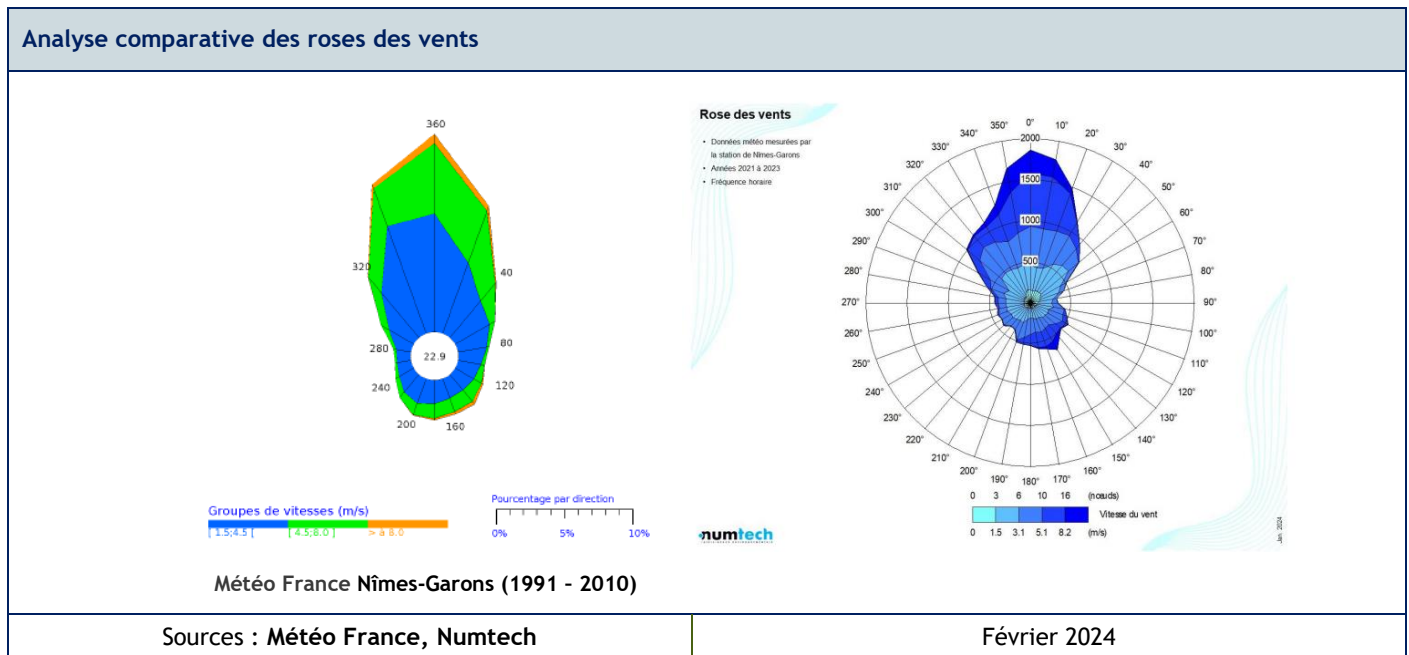 Analyse comparative des roses des vents
360
320
40
280
80
22.9
240
120
200
160
Groupes de vitesses (m/s)
[ 1.5;4.5 [
[ 4.5;8.0 ]
> à 8.0
Pourcentage par direction
0%
5%
10%
Météo France Nîmes-Garons (1991 - 2010)
Rose des vents
• Données météo mesurées par
la station de Nîmes-Garons
• Années 2021 à 2023
• Fréquence horaire
0°
10°
20°
30°
40°
50°
60°
70°
80°
90°
100°
110°
120°
130°
140°
150°
160°
170°
180°
190°
200°
210°
220°
230°
240°
250°
260°
270°
280°
290°
300°
310°
320°
330°
340°
350°
2000
1500
1000
500
0 3 6 10 16 (nœuds)
Vitesse du vent
0 1.5 3.1 5.1 8.2 (m/s)
numtech
Jan. 2024
Sources : Météo France, Numtech
Février 2024